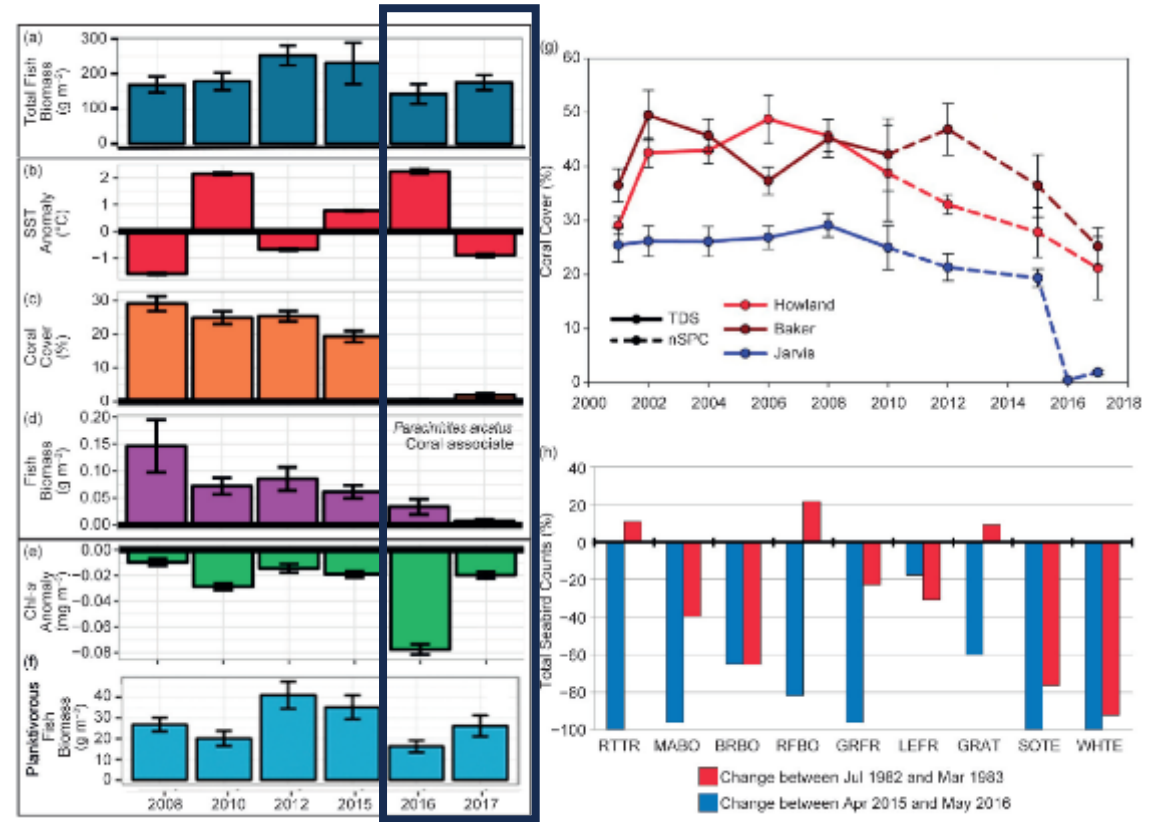 (a)
Total Fish
Biomass
(g m⁻²)
300
200
100
0
(b)
SST
Anomaly
(°C)
2
1
0
−1
(c)
Coral
Cover
(%)
30
20
10
0
(d)
Fish
Biomass
(g m⁻²)
0.20
0.15
0.10
0.05
0.00
Paracirrhites arcatus
Coral associate
(e)
Chl-a
Anomaly
(mg m⁻²)
0.00
−0.02
−0.04
−0.06
−0.08
(f)
Planktivorous
Fish
Biomass
(g m⁻²)
40
30
20
10
0
2008 2010 2012 2015 2016 2017
(g)
Coral Cover (%)
60
50
40
30
20
10
0
TDS
nSPC
Howland
Baker
Jarvis
2000 2002 2004 2006 2008 2010 2012 2014 2016 2018
(h)
Total Seabird Counts (%)
40
20
0
−20
−40
−60
−80
−100
RTTR MABO BRBO RFBO GRFR LEFR GRAT SOTE WHTE
Change between Jul 1982 and Mar 1983
Change between Apr 2015 and May 2016